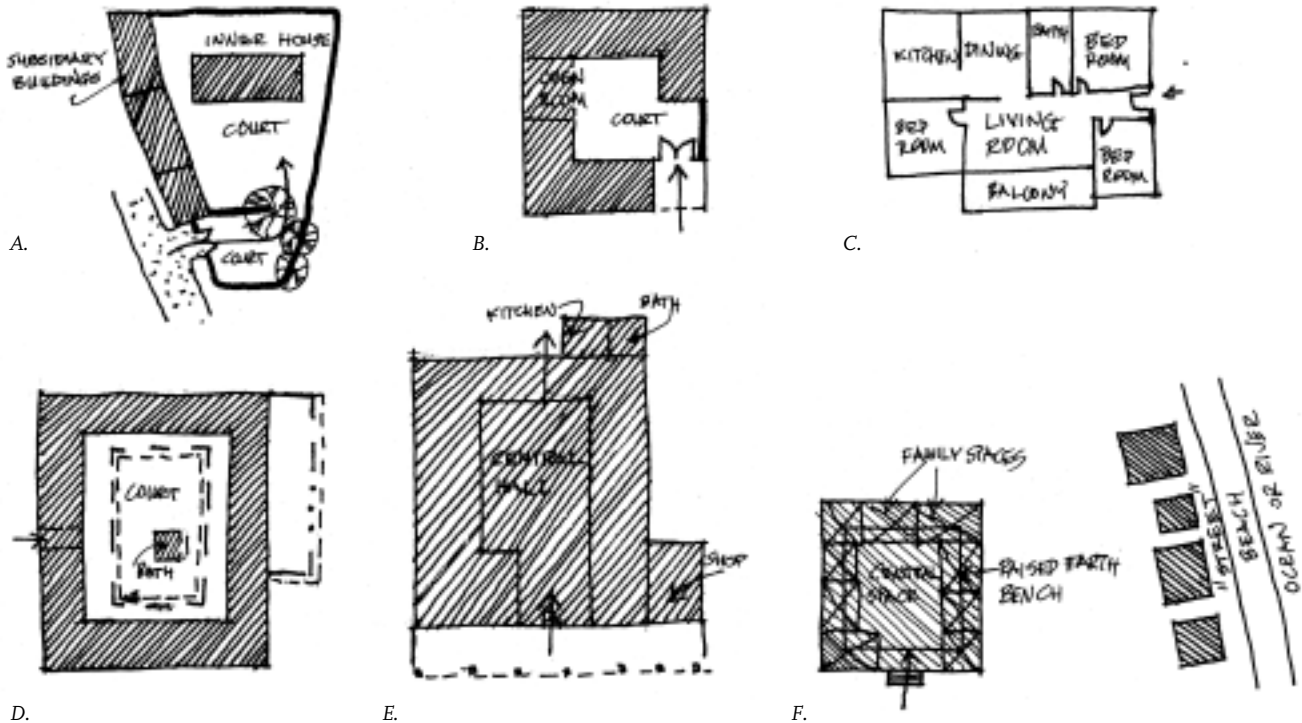 INNER HOUSE
SUBSIDIARY
BUILDINGS
COURT
COURT
A.
OPEN
ROOM
COURT
B.
KITCHEN
DINING
BATH
BED
ROOM
BED
ROOM
LIVING
ROOM
BED
ROOM
BALCONY
C.
COURT
BATH
D.
KITCHEN
BATH
CENTRAL
HALL
SHOP
E.
FAMILY SPACES
CENTRAL
SPACE
RAISED EARTH
BENCH
"STREET"
BEACH
OCEAN OR RIVER
F.